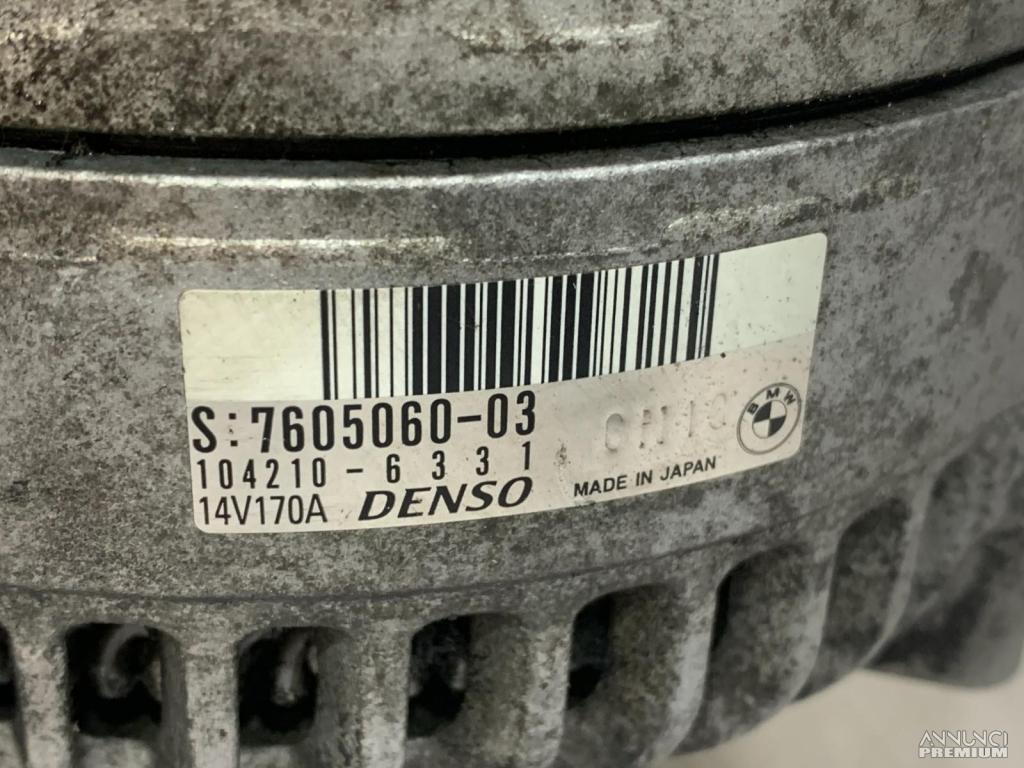 S:7605060-03
104210-6331
14V170A DENSO MADE IN JAPAN
BMW
ANNUNCI
PREMIUM